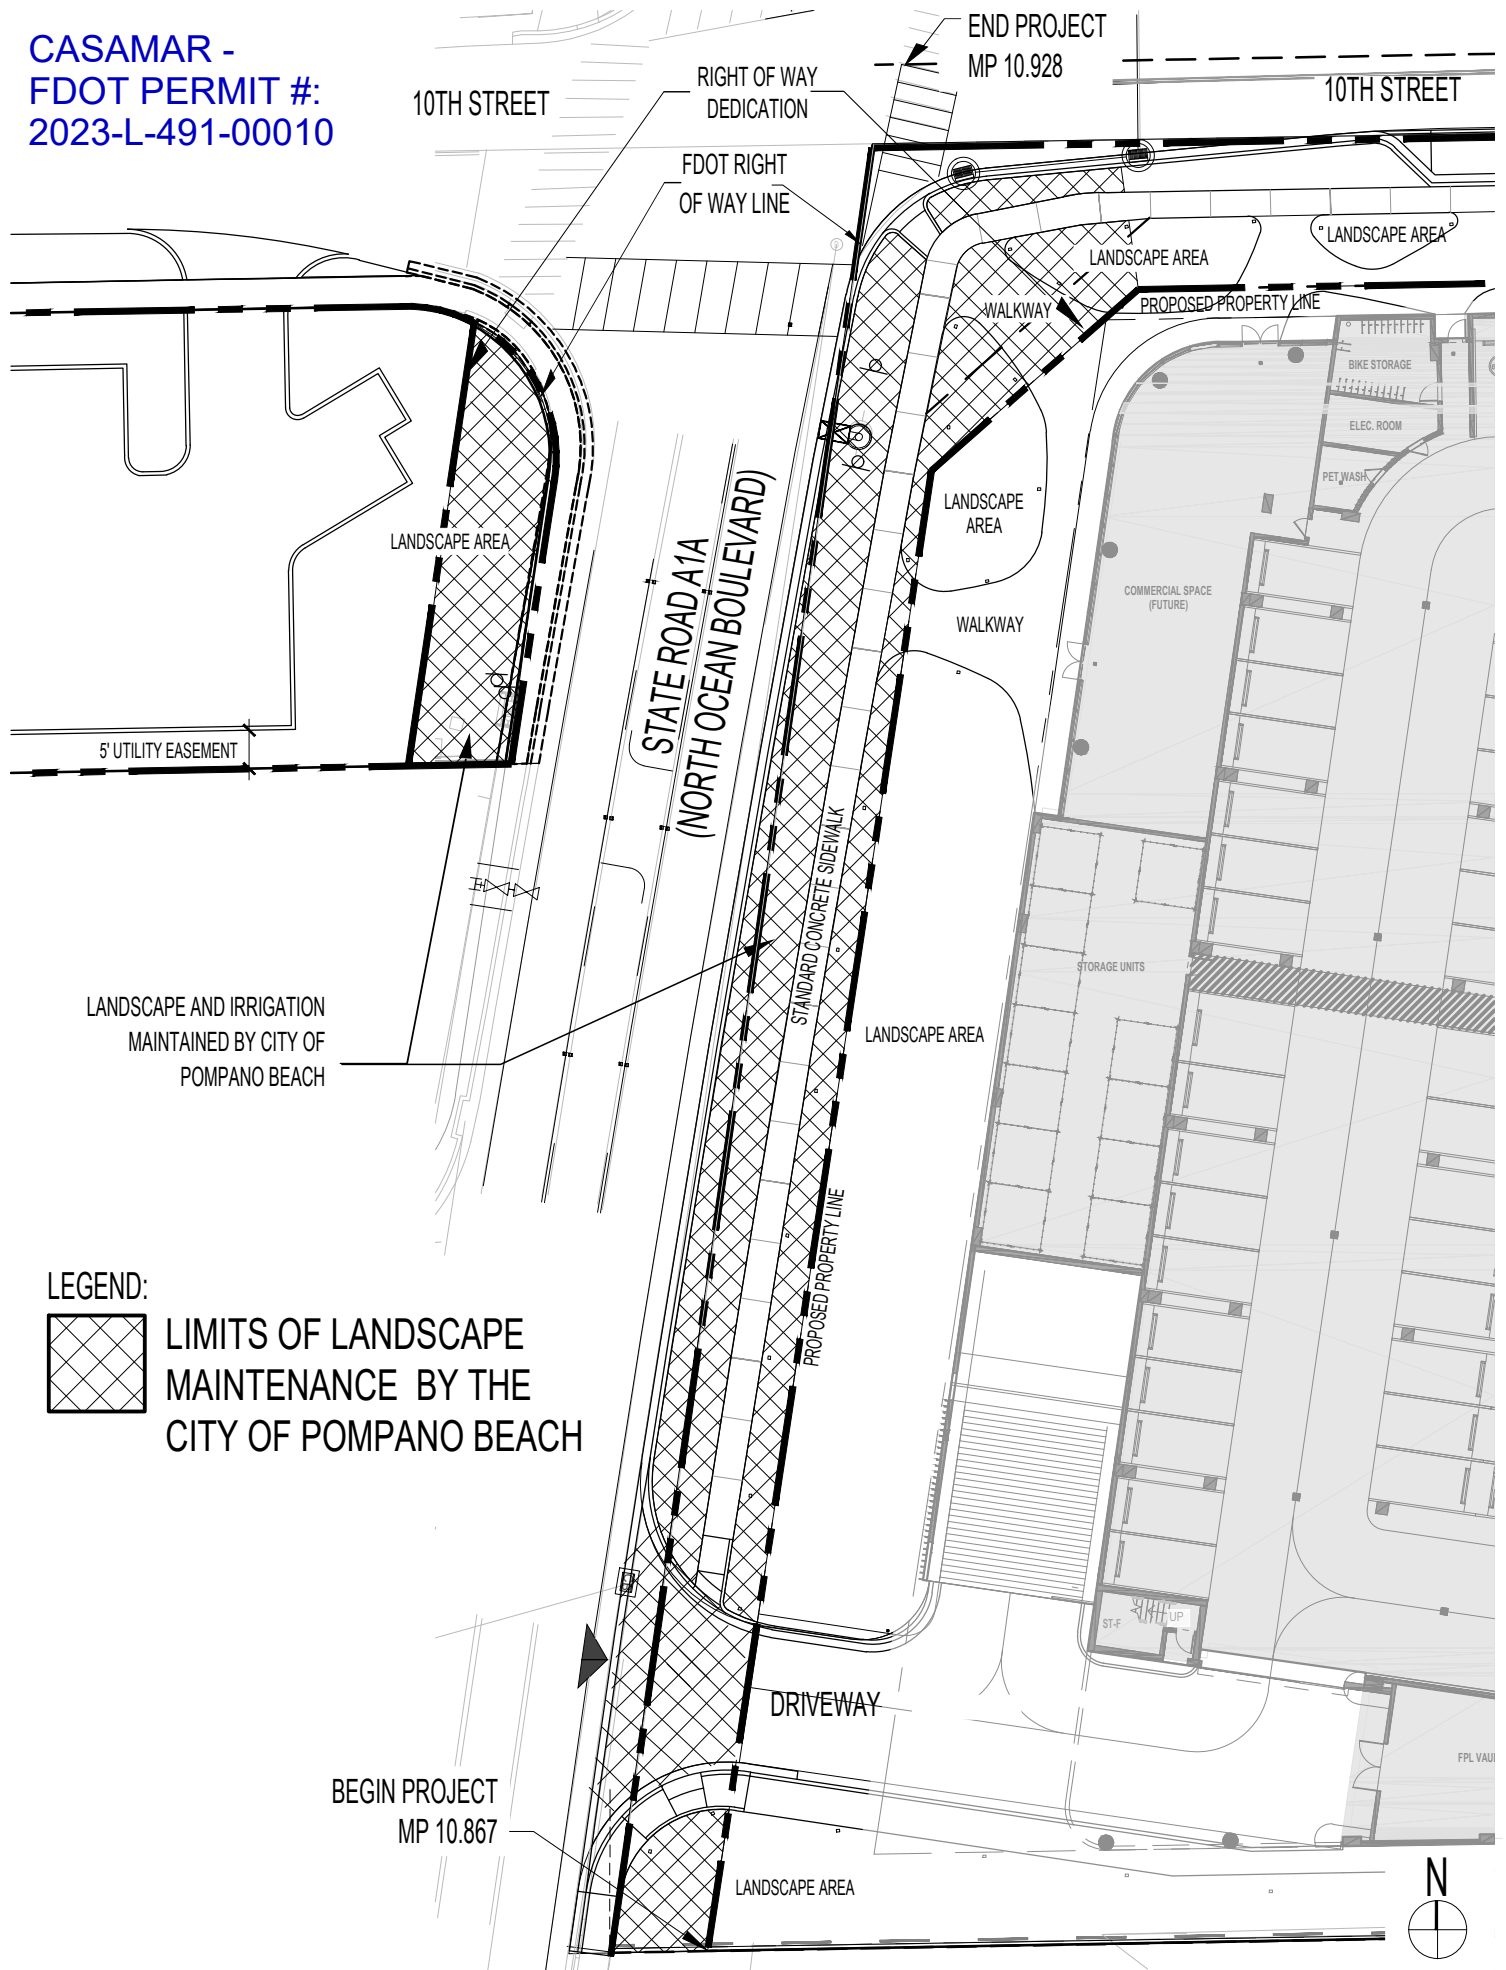 CASAMAR -
FDOT PERMIT #:
2023-L-491-00010
END PROJECT
MP 10.928
RIGHT OF WAY
DEDICATION
10TH STREET
10TH STREET
FDOT RIGHT
OF WAY LINE
LANDSCAPE AREA
LANDSCAPE AREA
WALKWAY
PROPOSED PROPERTY LINE
BIKE STORAGE
ELEC. ROOM
PET WASH
LANDSCAPE
AREA
LANDSCAPE AREA
COMMERCIAL SPACE
(FUTURE)
WALKWAY
STATE ROAD A1A
(NORTH OCEAN BOULEVARD)
5' UTILITY EASEMENT
STANDARD CONCRETE SIDEWALK
STORAGE UNITS
LANDSCAPE AND IRRIGATION
MAINTAINED BY CITY OF
POMPANO BEACH
LANDSCAPE AREA
PROPOSED PROPERTY LINE
LEGEND:
LIMITS OF LANDSCAPE
MAINTENANCE BY THE
CITY OF POMPANO BEACH
ST-F
UP
DRIVEWAY
FPL VAU
BEGIN PROJECT
MP 10.867
LANDSCAPE AREA
N